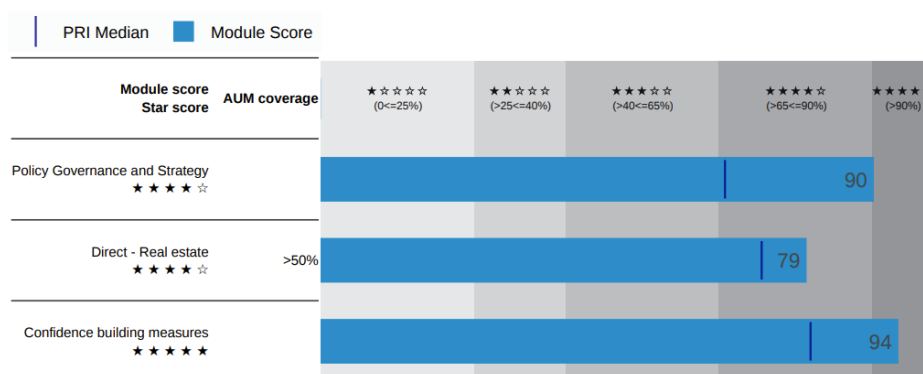 PRI Median Module Score
Module score
Star score
AUM coverage
★☆☆☆☆ ★★☆☆☆ ★★★☆☆ ★★★★☆ ★★★★
(0<=25%) (>25<=40%) (>40<=65%) (>65<=90%) (>90%)
Policy Governance and Strategy
★★★★☆
90
Direct - Real estate
★★★★☆
>50%
79
Confidence building measures
★★★★★
94